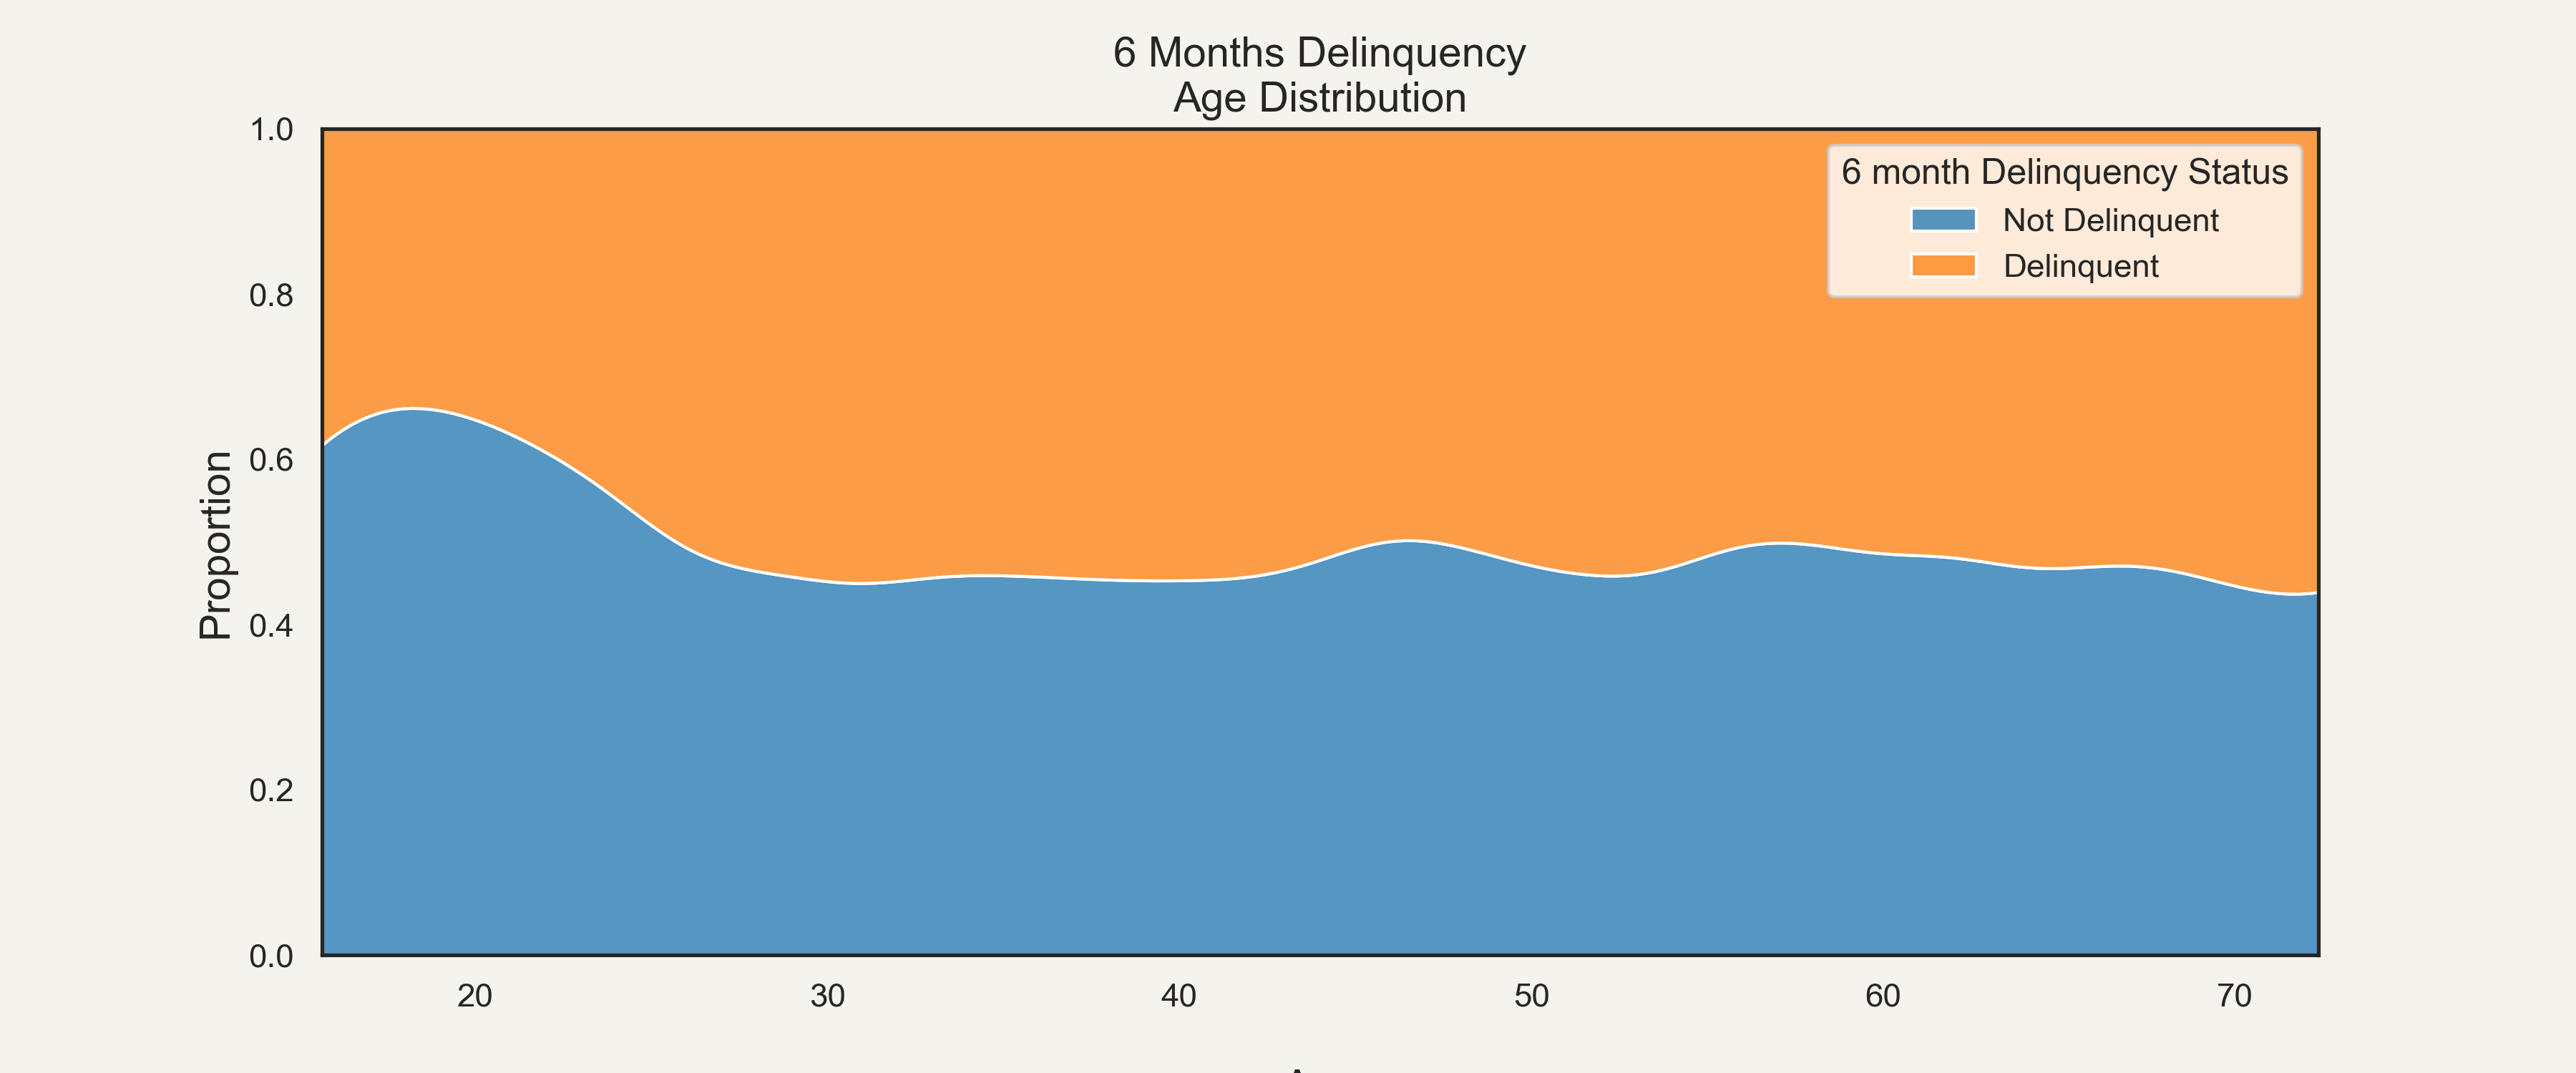 6 Months Delinquency
Age Distribution
1.0
0.8
0.6
0.4
0.2
0.0
Proportion
6 month Delinquency Status
Not Delinquent
Delinquent
20 30 40 50 60 70